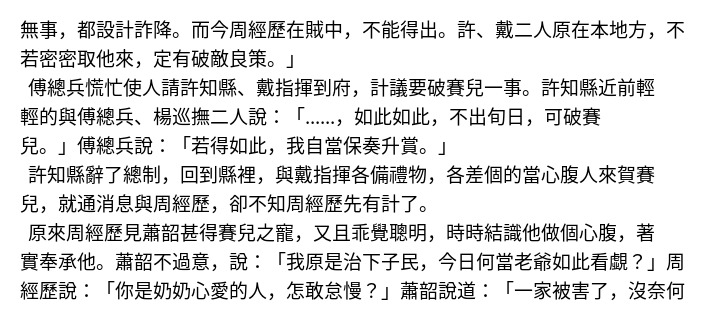 無事，都設計詐降。而今周經歷在賊中，不能得出。許、戴二人原在本地方，不
若密密取他來，定有破敵良策。」
傅總兵慌忙使人請許知縣、戴指揮到府，計議要破賽兒一事。許知縣近前輕
輕的與傅總兵、楊巡撫二人說：「……，如此如此，不出旬日，可破賽
兒。」傅總兵說：「若得如此，我自當保奏升賞。」
許知縣辭了總制，回到縣裡，與戴指揮各備禮物，各差個的當心腹人來賀賽
兒，就通消息與周經歷，卻不知周經歷先有計了。
原來周經歷見蕭韶甚得賽兒之寵，又且乖覺聰明，時時結識他做個心腹，著
實奉承他。蕭韶不過意，說：「我原是治下子民，今日何當老爺如此看覷？」周
經歷說：「你是奶奶心愛的人，怎敢怠慢？」蕭韶說道：「一家被害了，沒奈何